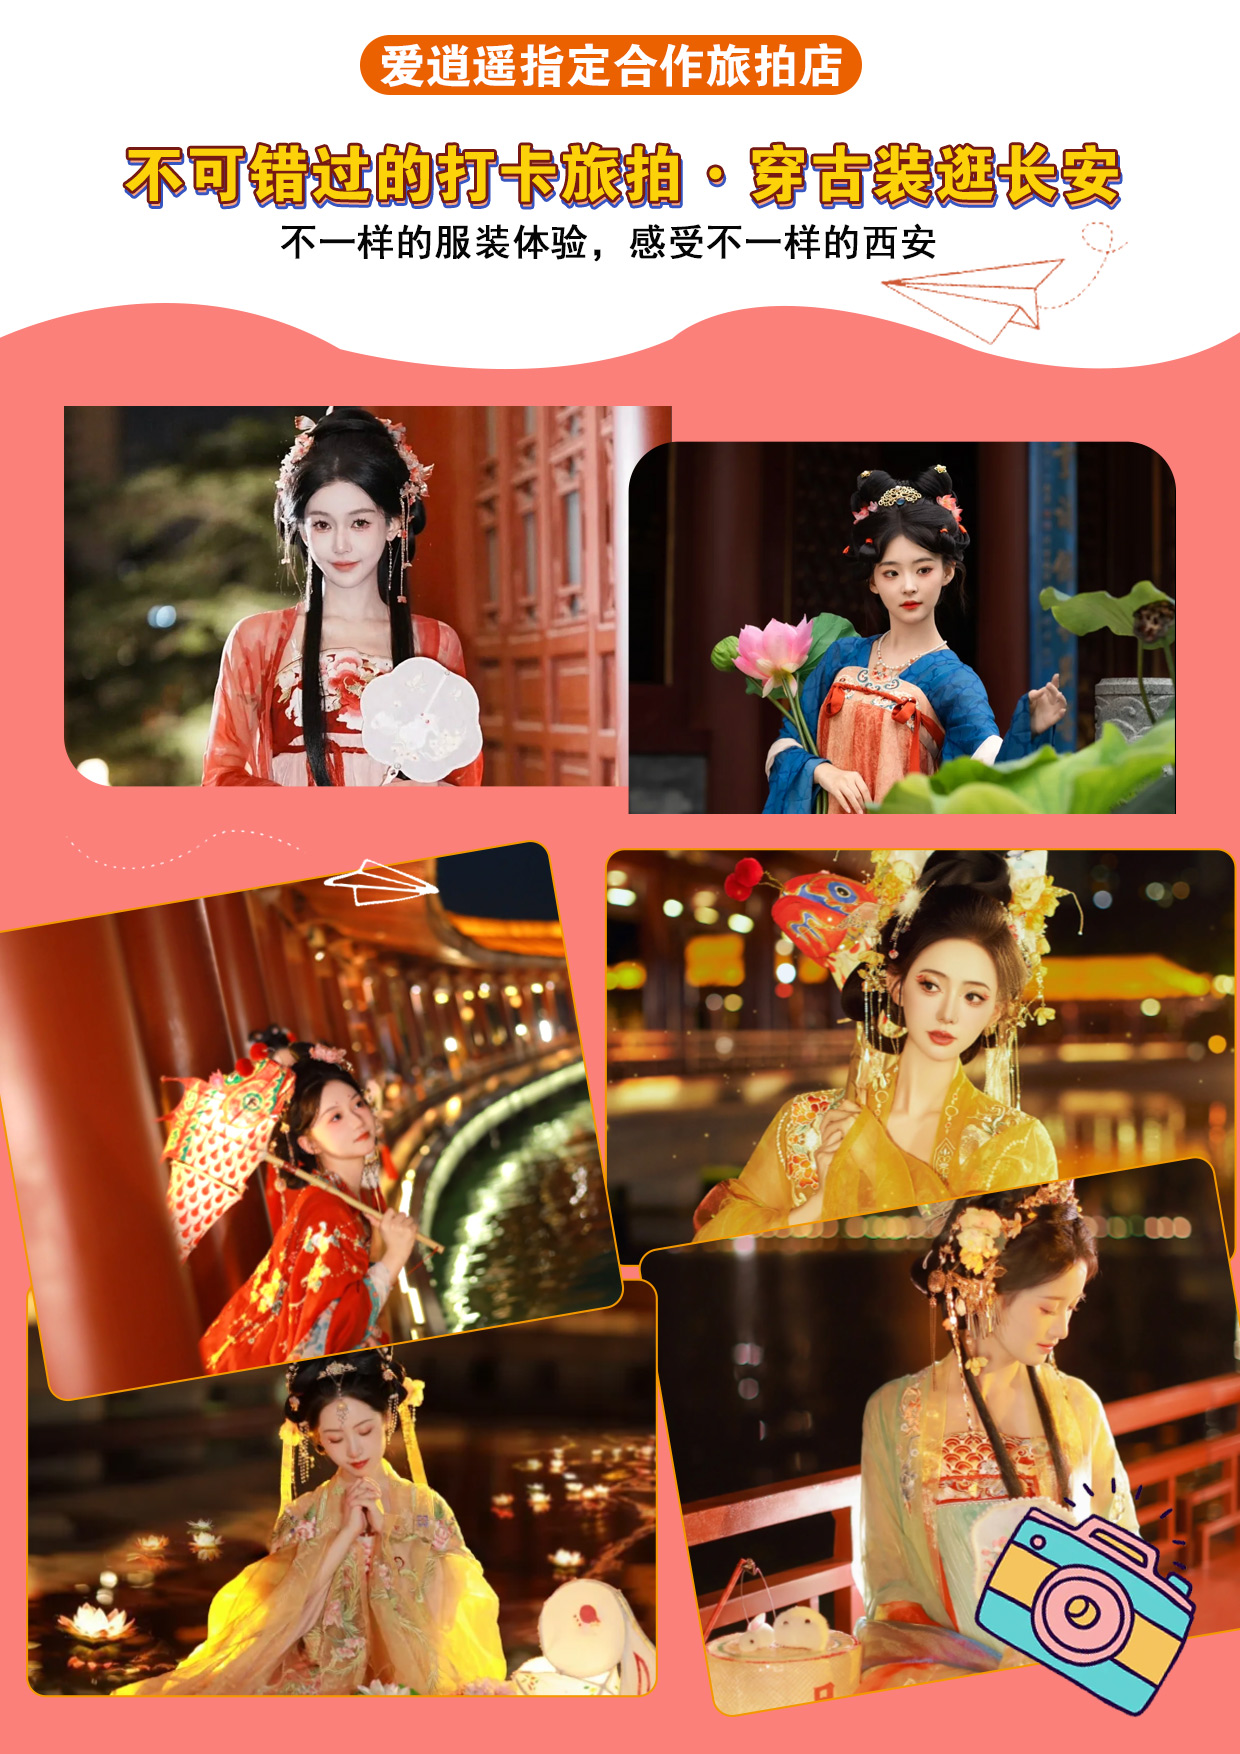 爱逍遥指定合作旅拍店
不可错过的打卡旅拍·穿古装逛长安
不一样的服装体验，感受不一样的西安